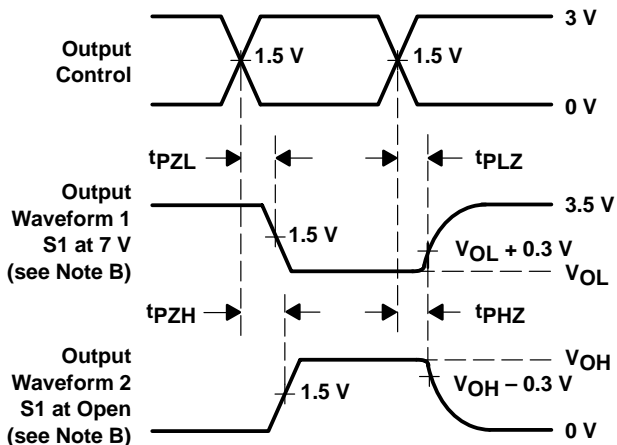 Output
Control
1.5 V
1.5 V
3 V
0 V
tPZL
tPLZ
Output
Waveform 1
S1 at 7 V
(see Note B)
1.5 V
3.5 V
VOL + 0.3 V
VOL
tPZH
tPHZ
Output
Waveform 2
S1 at Open
(see Note B)
1.5 V
VOH
VOH – 0.3 V
0 V